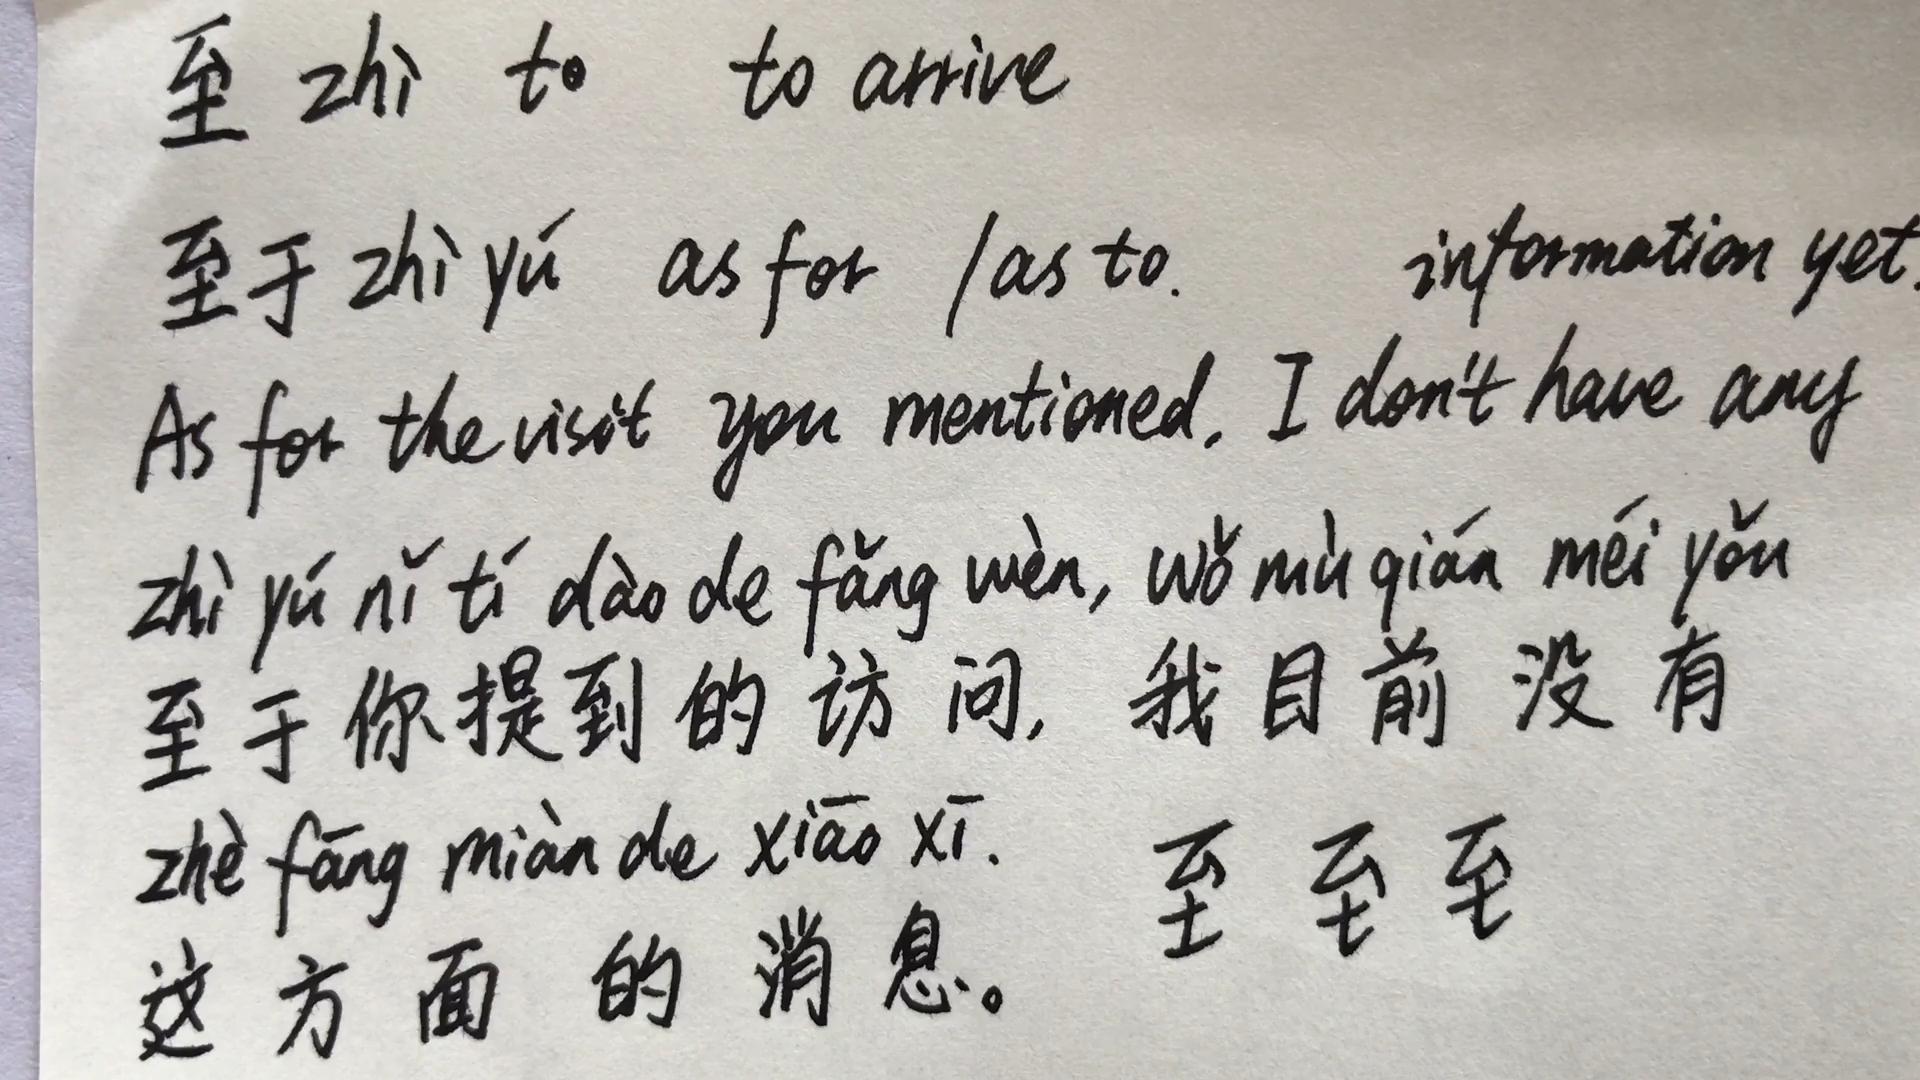 至 zhì to to arrive
至于 zhì yú as for /as to. information yet.
As for the visit you mentioned, I don't have any
zhì yú nǐ tí dào de fǎng wèn, wǒ mù qián méi yǒu
至于你提到的访问, 我目前没有
zhè fāng miàn de xiāo xī.
这方面的消息。 至 至 至